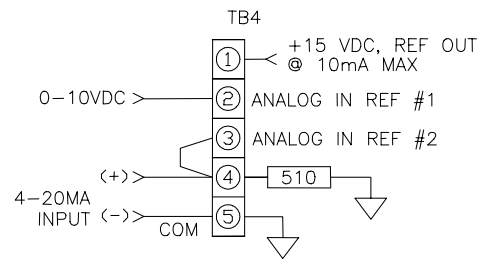 TB4
1 +15 VDC, REF OUT
@ 10mA MAX
0-10VDC 2 ANALOG IN REF #1
3 ANALOG IN REF #2
(+) 4 510
4-20MA
INPUT (-) COM 5